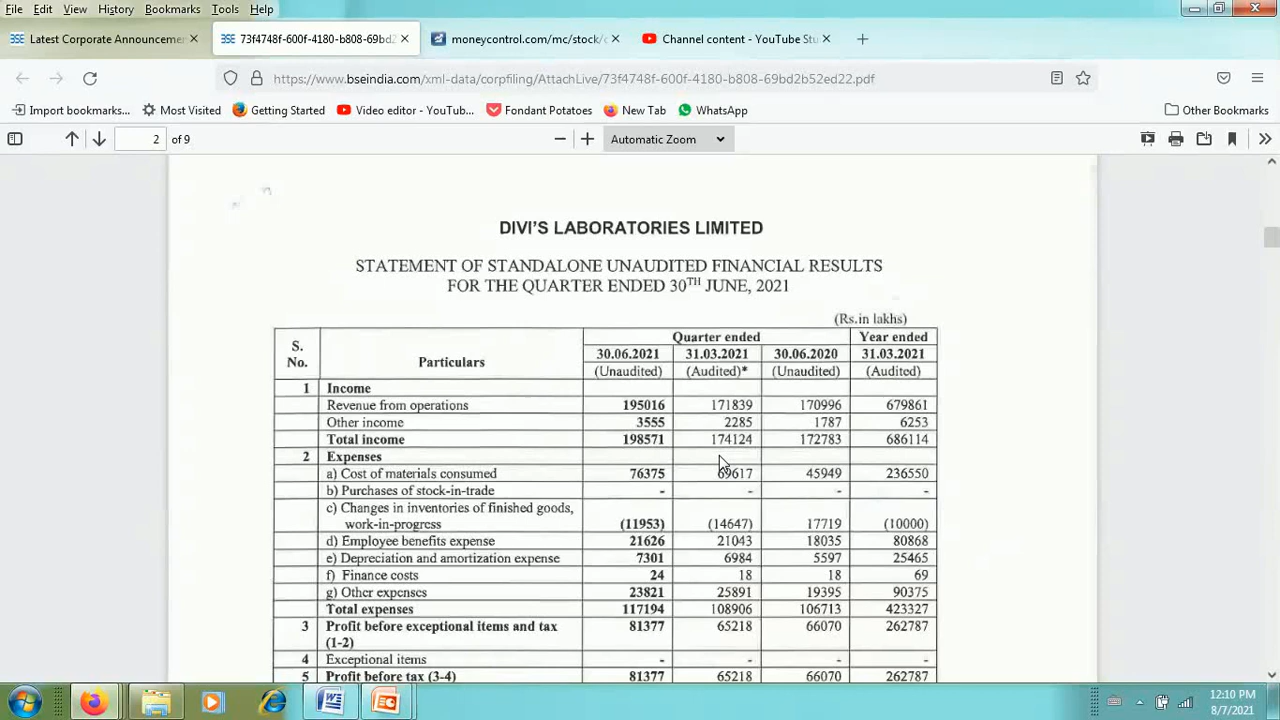 File Edit View History Bookmarks Tools Help
Latest Corporate Announceme
73f4748f-600f-4180-b808-69bd2
moneycontrol.com/mc/stock/c
Channel content - YouTube Stu
https://www.bseindia.com/xml-data/corpfiling/AttachLive/73f4748f-600f-4180-b808-69bd2b52ed22.pdf
Import bookmarks... Most Visited Getting Started Video editor - YouTub... Fondant Potatoes New Tab WhatsApp Other Bookmarks
2 of 9 Automatic Zoom
DIVI'S LABORATORIES LIMITED
STATEMENT OF STANDALONE UNAUDITED FINANCIAL RESULTS
FOR THE QUARTER ENDED 30TH JUNE, 2021
(Rs.in lakhs)
S. No. Particulars Quarter ended Year ended
30.06.2021 31.03.2021 30.06.2020 31.03.2021
(Unaudited) (Audited)* (Unaudited) (Audited)
1 Income
Revenue from operations 195016 171839 170996 679861
Other income 3555 2285 1787 6253
Total income 198571 174124 172783 686114
2 Expenses
a) Cost of materials consumed 76375 69617 45949 236550
b) Purchases of stock-in-trade - - - -
c) Changes in inventories of finished goods,
work-in-progress (11953) (14647) 17719 (10000)
d) Employee benefits expense 21626 21043 18035 80868
e) Depreciation and amortization expense 7301 6984 5597 25465
f) Finance costs 24 18 18 69
g) Other expenses 23821 25891 19395 90375
Total expenses 117194 108906 106713 423327
3 Profit before exceptional items and tax 81377 65218 66070 262787
(1-2)
4 Exceptional items - - - -
5 Profit before tax (3-4) 81377 65218 66070 262787
12:10 PM
8/7/2021